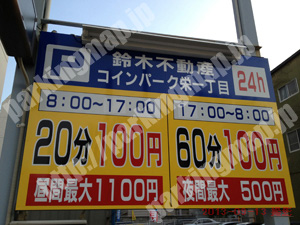 鈴木不動産
コインパーク栄一丁目
24h
8:00～17:00
20分100円
昼間最大1100円
17:00～8:00
60分100円
夜間最大 500円